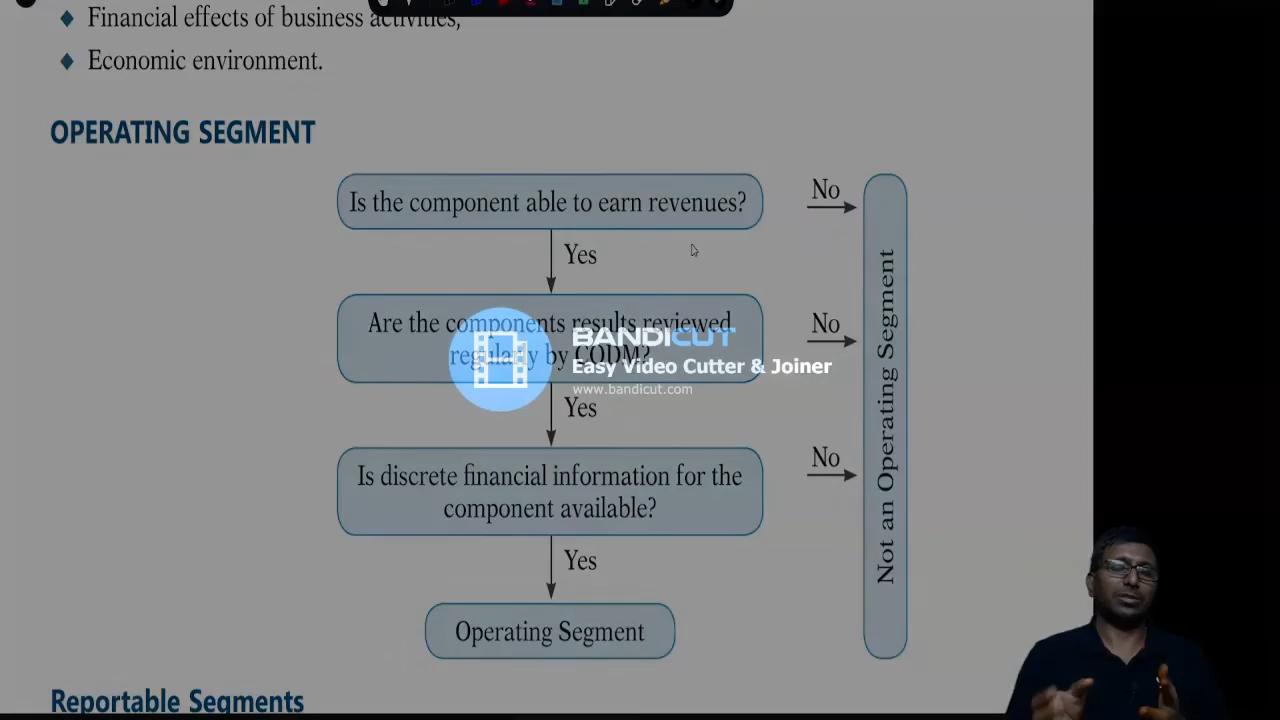 Financial effects of business activities,
Economic environment.
OPERATING SEGMENT
Is the component able to earn revenues?
No
Yes
Are the components results reviewed
regularly by CODM?
No
Yes
Is discrete financial information for the
component available?
No
Yes
Operating Segment
Not an Operating Segment
BANDICUT
Easy Video Cutter & Joiner
www.bandicut.com
Reportable Segments